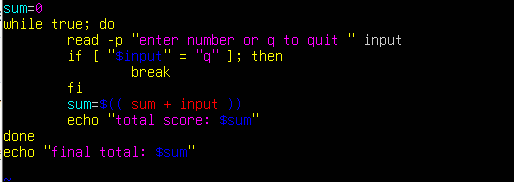 sum=0
while true; do
read -p "enter number or q to quit " input
if [ "$input" = "q" ]; then
break
fi
sum=$(( sum + input ))
echo "total score: $sum"
done
echo "final total: $sum"
~